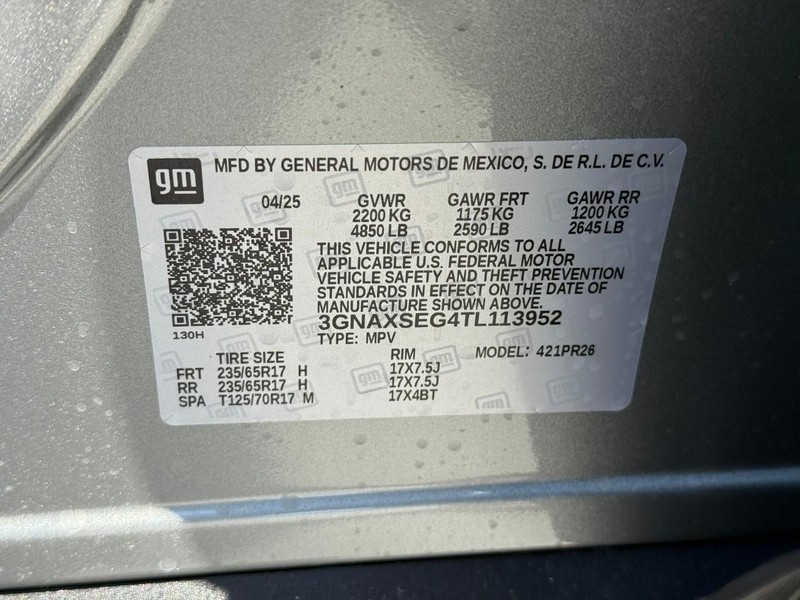 gm MFD BY GENERAL MOTORS DE MEXICO, S. DE R.L. DE C.V.
04/25 GVWR GAWR FRT GAWR RR
2200 KG 1175 KG 1200 KG
4850 LB 2590 LB 2645 LB
THIS VEHICLE CONFORMS TO ALL
APPLICABLE U.S. FEDERAL MOTOR
VEHICLE SAFETY AND THEFT PREVENTION
STANDARDS IN EFFECT ON THE DATE OF
MANUFACTURE SHOWN ABOVE.
3GNAXSEG4TL113952
130H TYPE: MPV
TIRE SIZE RIM MODEL: 421PR26
FRT 235/65R17 H 17X7.5J
RR 235/65R17 H 17X7.5J
SPA T125/70R17 M 17X4BT